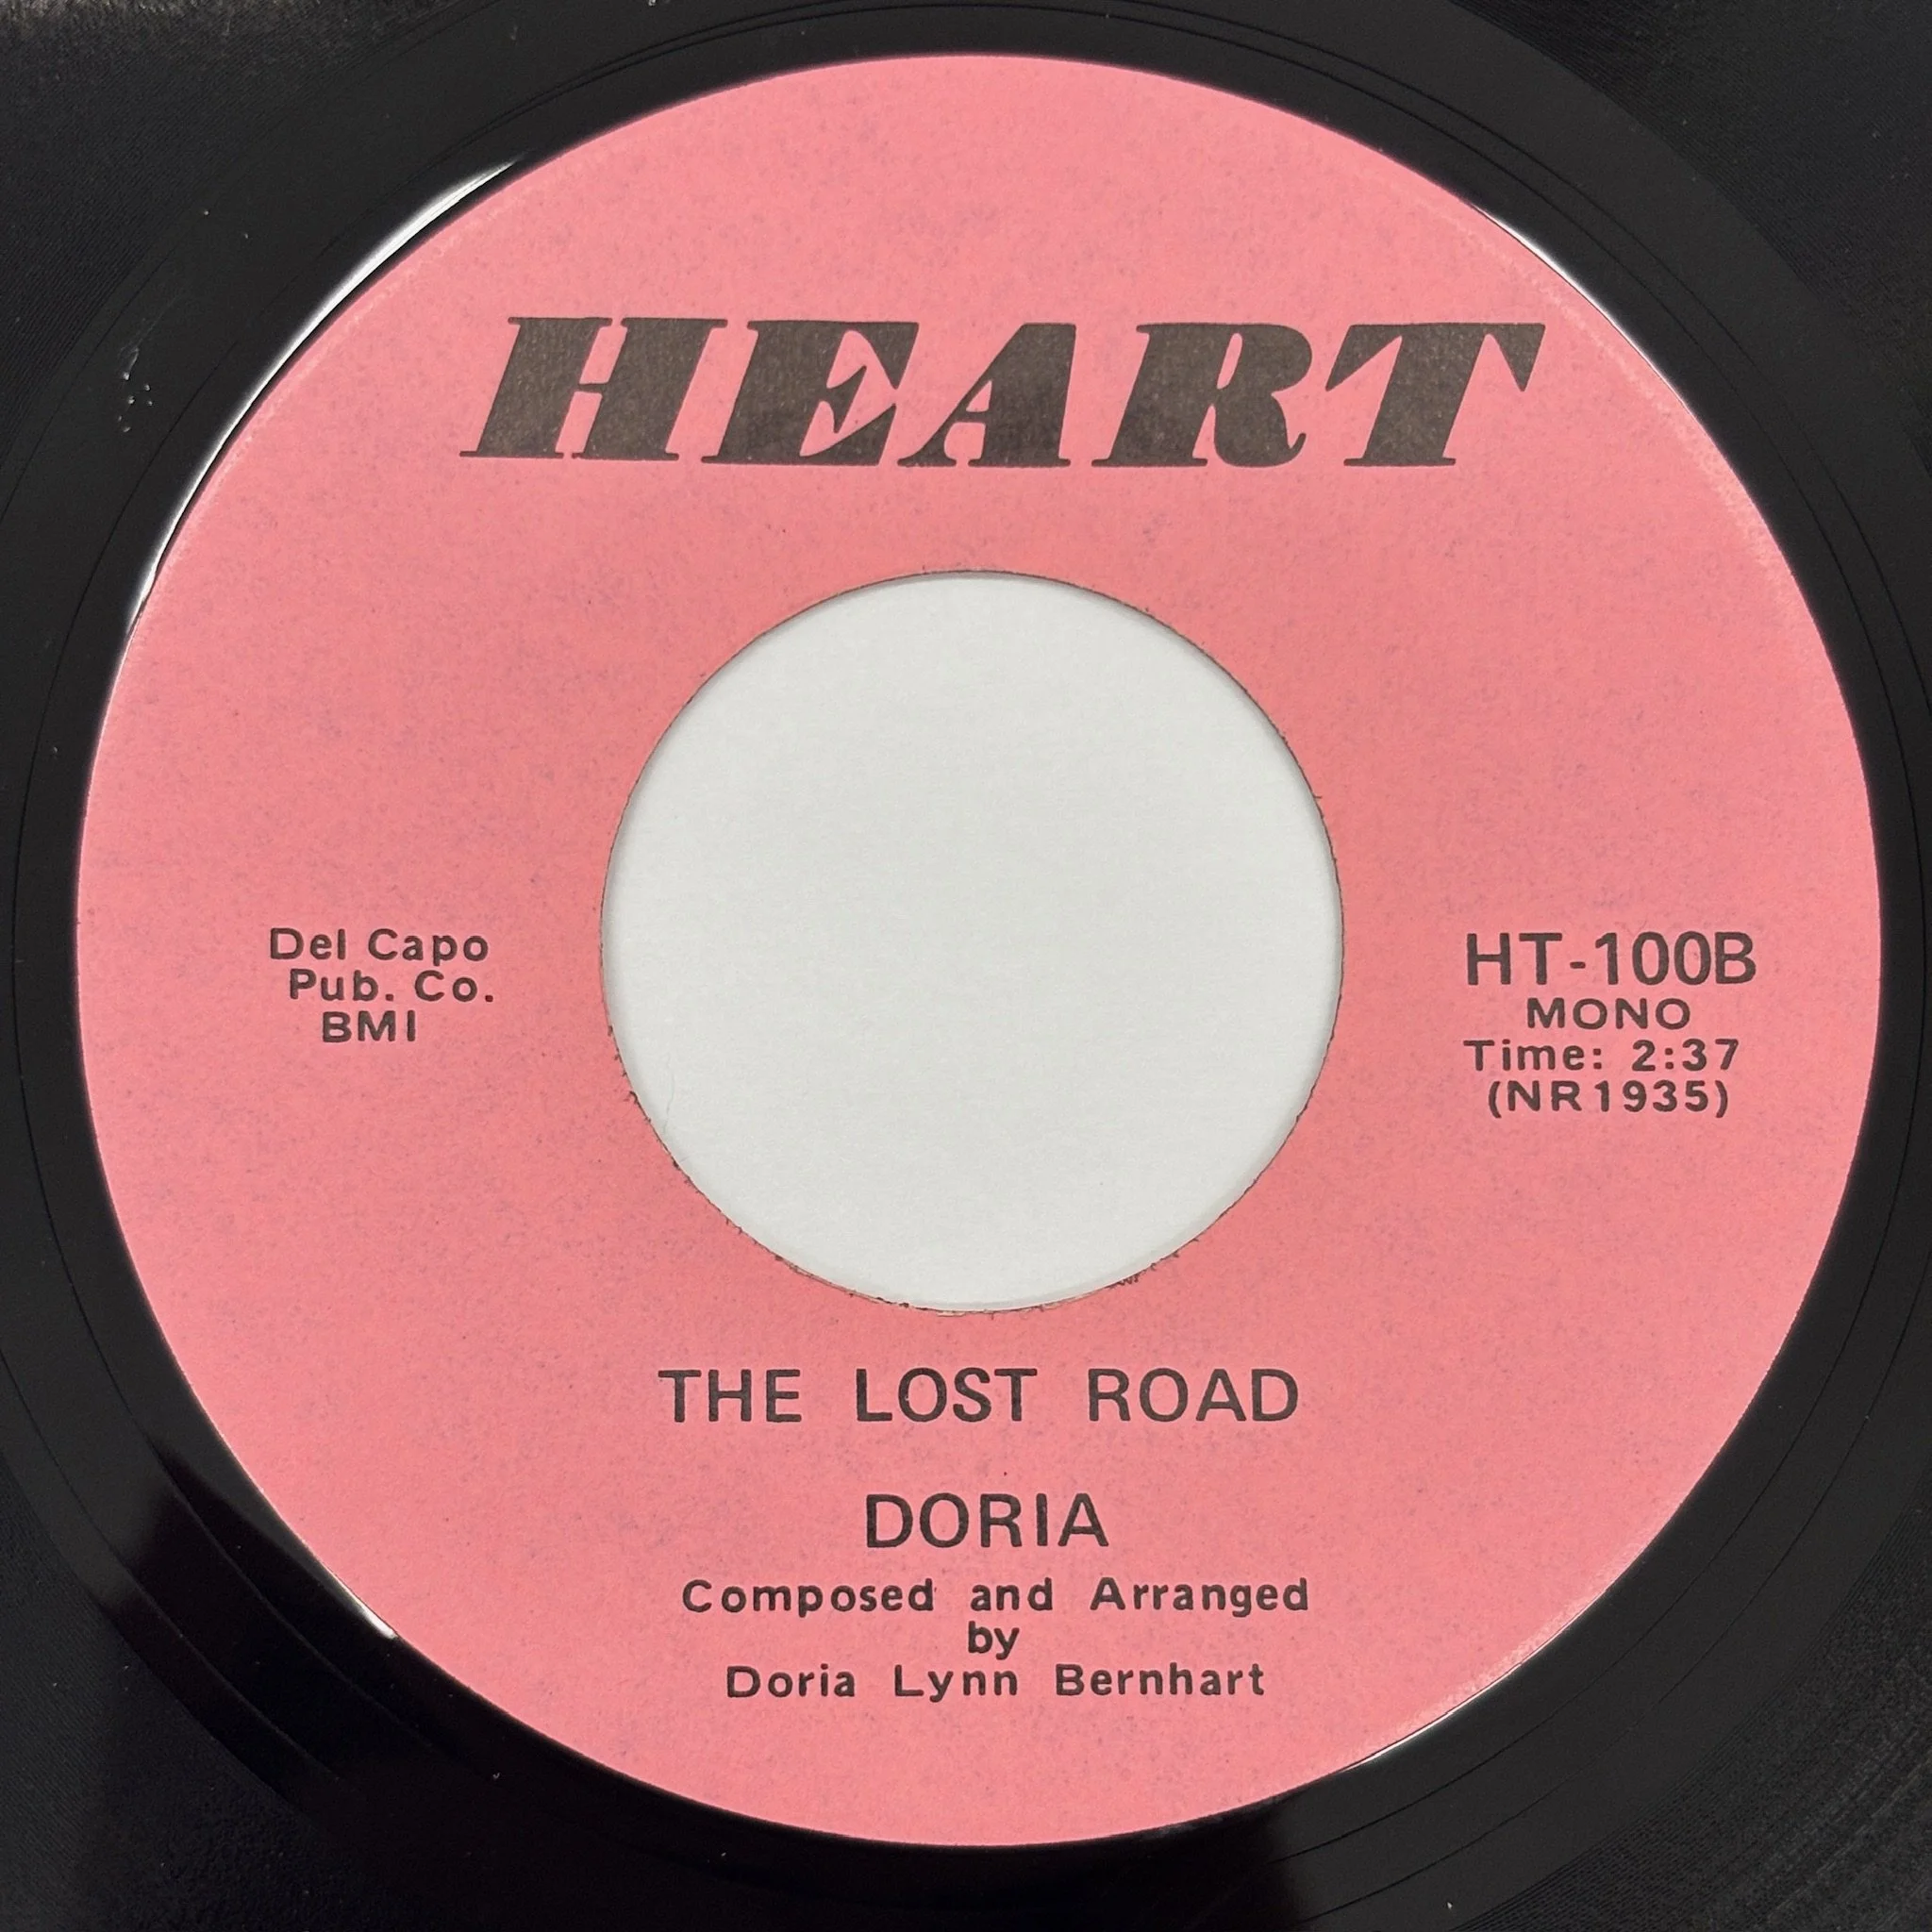 HEART
Del Capo
Pub. Co.
BMI
HT-100B
MONO
Time: 2:37
(NR1935)
THE LOST ROAD
DORIA
Composed and Arranged
by
Doria Lynn Bernhart